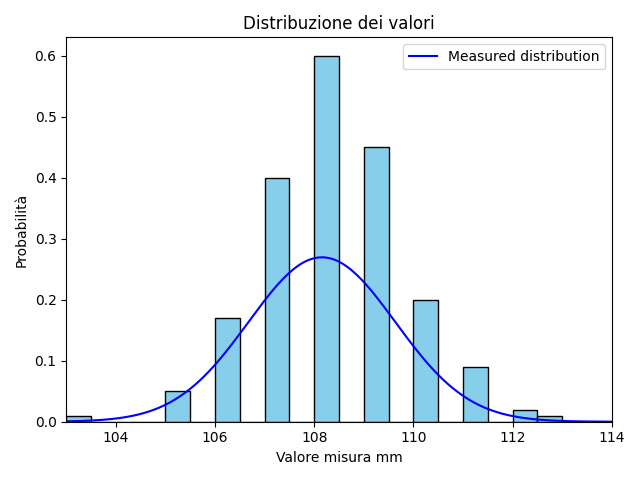 Distribuzione dei valori
Measured distribution
0.6
0.5
0.4
0.3
0.2
0.1
0.0
Probabilità
104 106 108 110 112 114
Valore misura mm